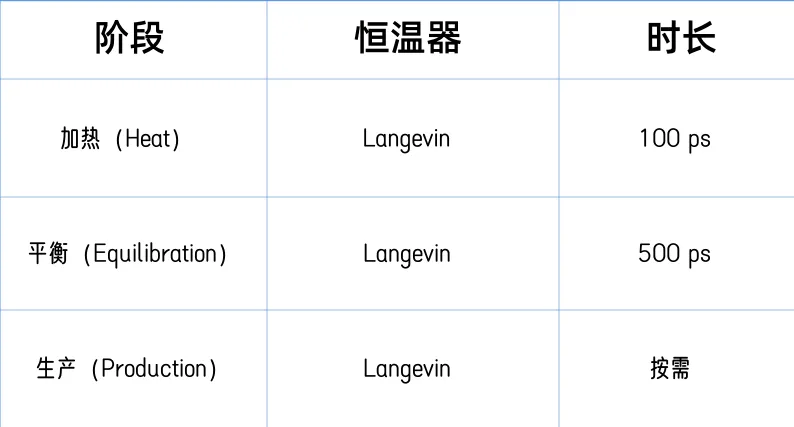 阶段 恒温器 时长
加热（Heat） Langevin 100 ps
平衡（Equilibration） Langevin 500 ps
生产（Production） Langevin 按需